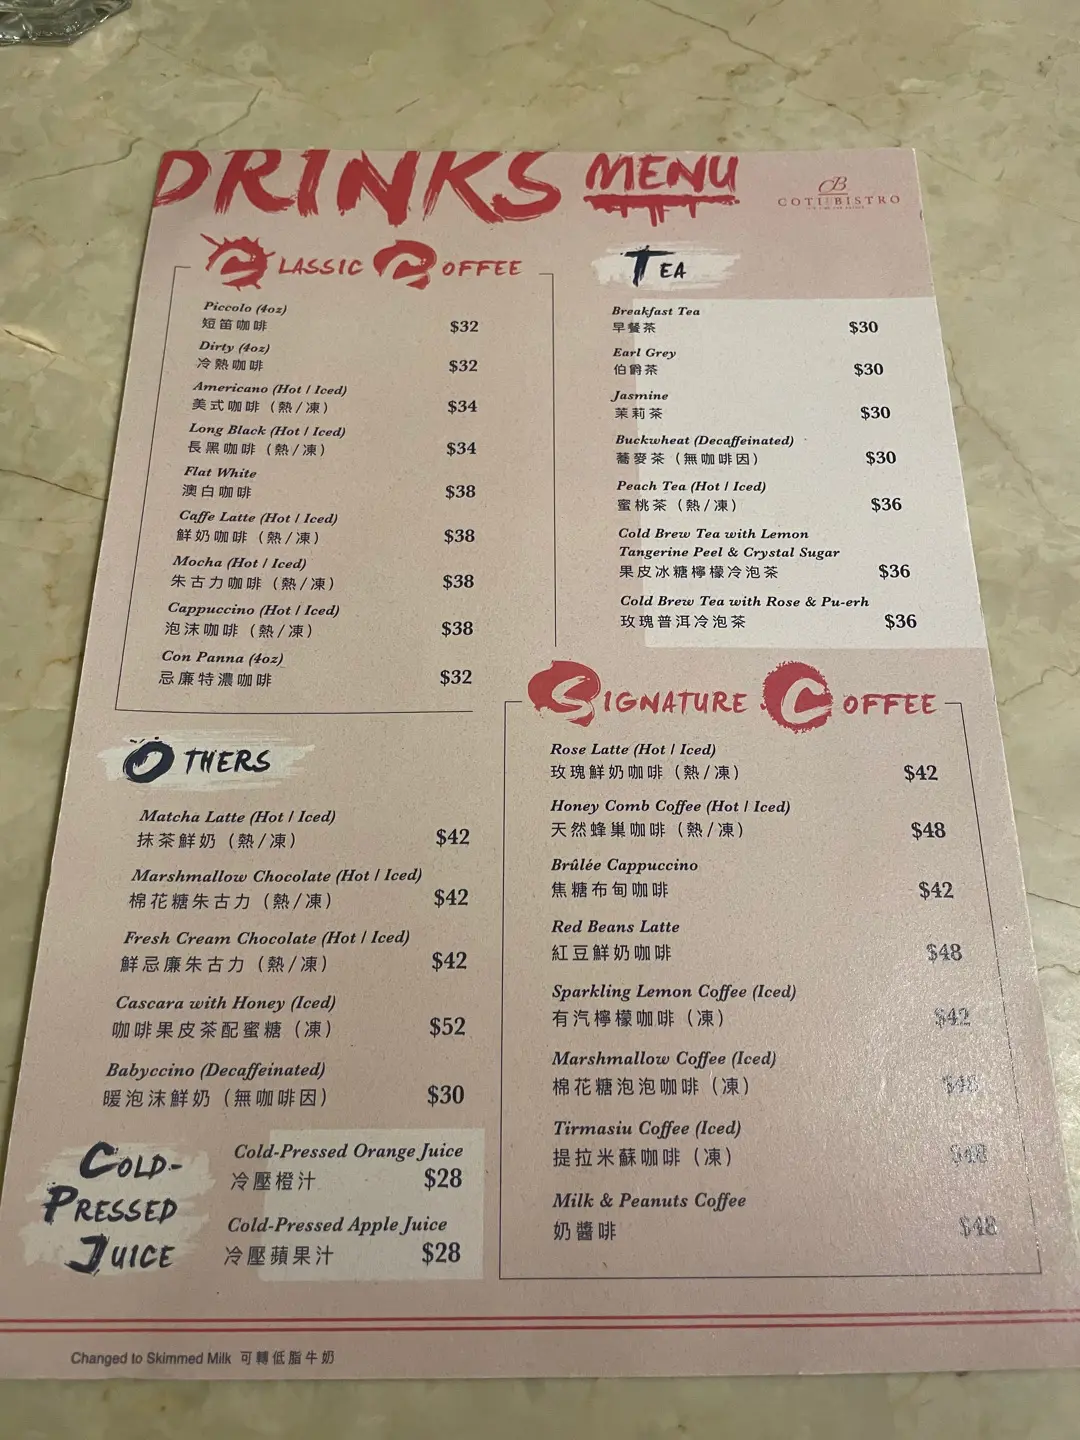 DRINKS MENU
CB
COTI BISTRO
CLASSIC COFFEE
Piccolo (4oz)
短笛咖啡 $32
Dirty (4oz)
冷熱咖啡 $32
Americano (Hot / Iced)
美式咖啡（熱/凍） $34
Long Black (Hot / Iced)
長黑咖啡（熱/凍） $34
Flat White
澳白咖啡 $38
Caffe Latte (Hot / Iced)
鮮奶咖啡（熱/凍） $38
Mocha (Hot / Iced)
朱古力咖啡（熱/凍） $38
Cappuccino (Hot / Iced)
泡沫咖啡（熱/凍） $38
Con Panna (4oz)
忌廉特濃咖啡 $32
TEA
Breakfast Tea
早餐茶 $30
Earl Grey
伯爵茶 $30
Jasmine
茉莉茶 $30
Buckwheat (Decaffeinated)
蕎麥茶（無咖啡因） $30
Peach Tea (Hot / Iced)
蜜桃茶（熱/凍） $36
Cold Brew Tea with Lemon
Tangerine Peel & Crystal Sugar
果皮冰糖檸檬冷泡茶 $36
Cold Brew Tea with Rose & Pu-erh
玫瑰普洱冷泡茶 $36
OTHERS
Matcha Latte (Hot / Iced)
抹茶鮮奶（熱/凍） $42
Marshmallow Chocolate (Hot / Iced)
棉花糖朱古力（熱/凍） $42
Fresh Cream Chocolate (Hot / Iced)
鮮忌廉朱古力（熱/凍） $42
Cascara with Honey (Iced)
咖啡果皮茶配蜜糖（凍） $52
Babyccino (Decaffeinated)
暖泡沫鮮奶（無咖啡因） $30
SIGNATURE COFFEE
Rose Latte (Hot / Iced)
玫瑰鮮奶咖啡（熱/凍） $42
Honey Comb Coffee (Hot / Iced)
天然蜂巢咖啡（熱/凍） $48
Brûlée Cappuccino
焦糖布甸咖啡 $42
Red Beans Latte
紅豆鮮奶咖啡 $48
Sparkling Lemon Coffee (Iced)
有汽檸檬咖啡（凍） $42
Marshmallow Coffee (Iced)
棉花糖泡泡咖啡（凍） $48
Tirmasiu Coffee (Iced)
提拉米蘇咖啡（凍） $48
Milk & Peanuts Coffee
奶醬啡 $48
COLD-
PRESSED
JUICE
Cold-Pressed Orange Juice
冷壓橙汁 $28
Cold-Pressed Apple Juice
冷壓蘋果汁 $28
Changed to Skimmed Milk 可轉低脂牛奶